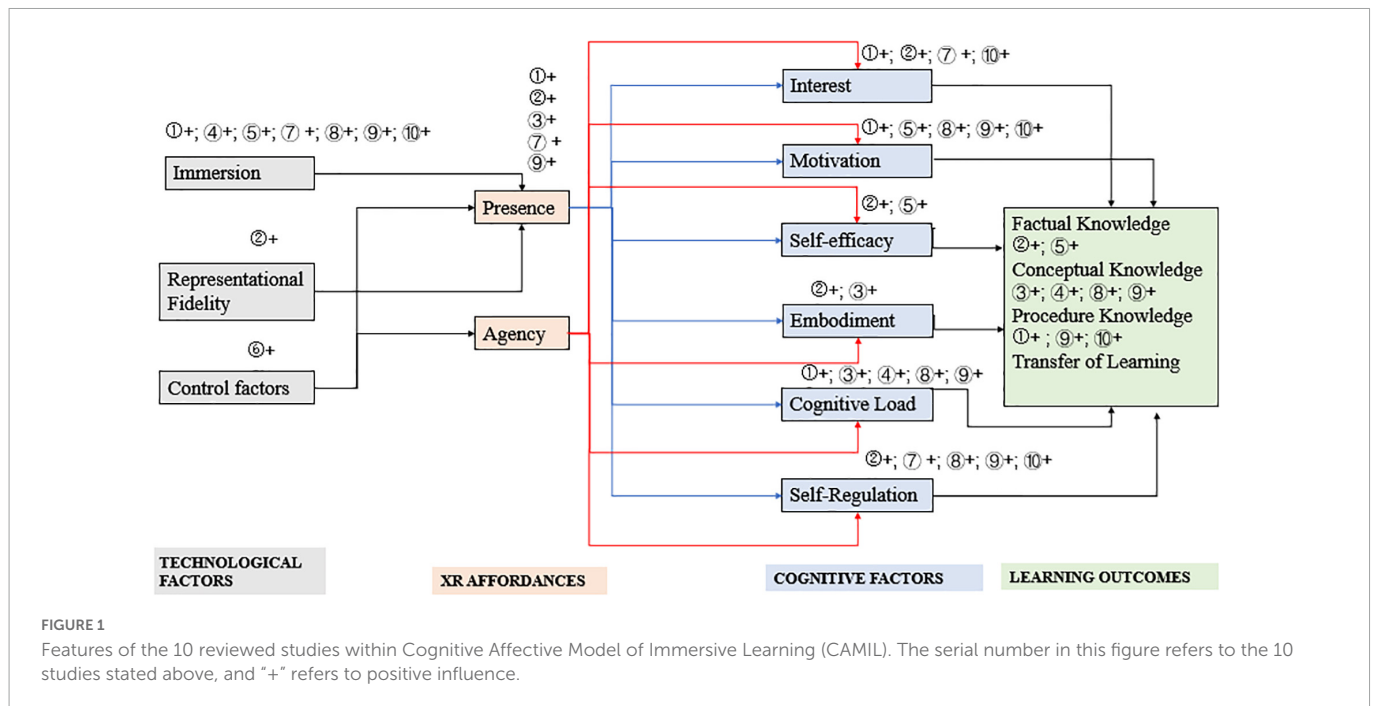 ①+; ②+; ⑦ +; ⑩+
Interest
①+
②+
③+
⑦ +
⑨+
①+; ④+; ⑤+; ⑦ +; ⑧+; ⑨+; ⑩+
Immersion
①+; ⑤+; ⑧+; ⑨+; ⑩+
Motivation
Presence
②+; ⑤+
Self-efficacy
②+
Representational
Fidelity
②+; ③+
Embodiment
Agency
⑥+
Control factors
①+; ③+; ④+; ⑧+; ⑨+
Cognitive Load
②+; ⑦ +; ⑧+; ⑨+; ⑩+
Self-Regulation
Factual Knowledge
②+; ⑤+
Conceptual Knowledge
③+; ④+; ⑧+; ⑨+
Procedure Knowledge
①+ ; ⑨+; ⑩+
Transfer of Learning
TECHNOLOGICAL
FACTORS
XR AFFORDANCES
COGNITIVE FACTORS
LEARNING OUTCOMES
FIGURE 1
Features of the 10 reviewed studies within Cognitive Affective Model of Immersive Learning (CAMIL). The serial number in this figure refers to the 10
studies stated above, and “+” refers to positive influence.